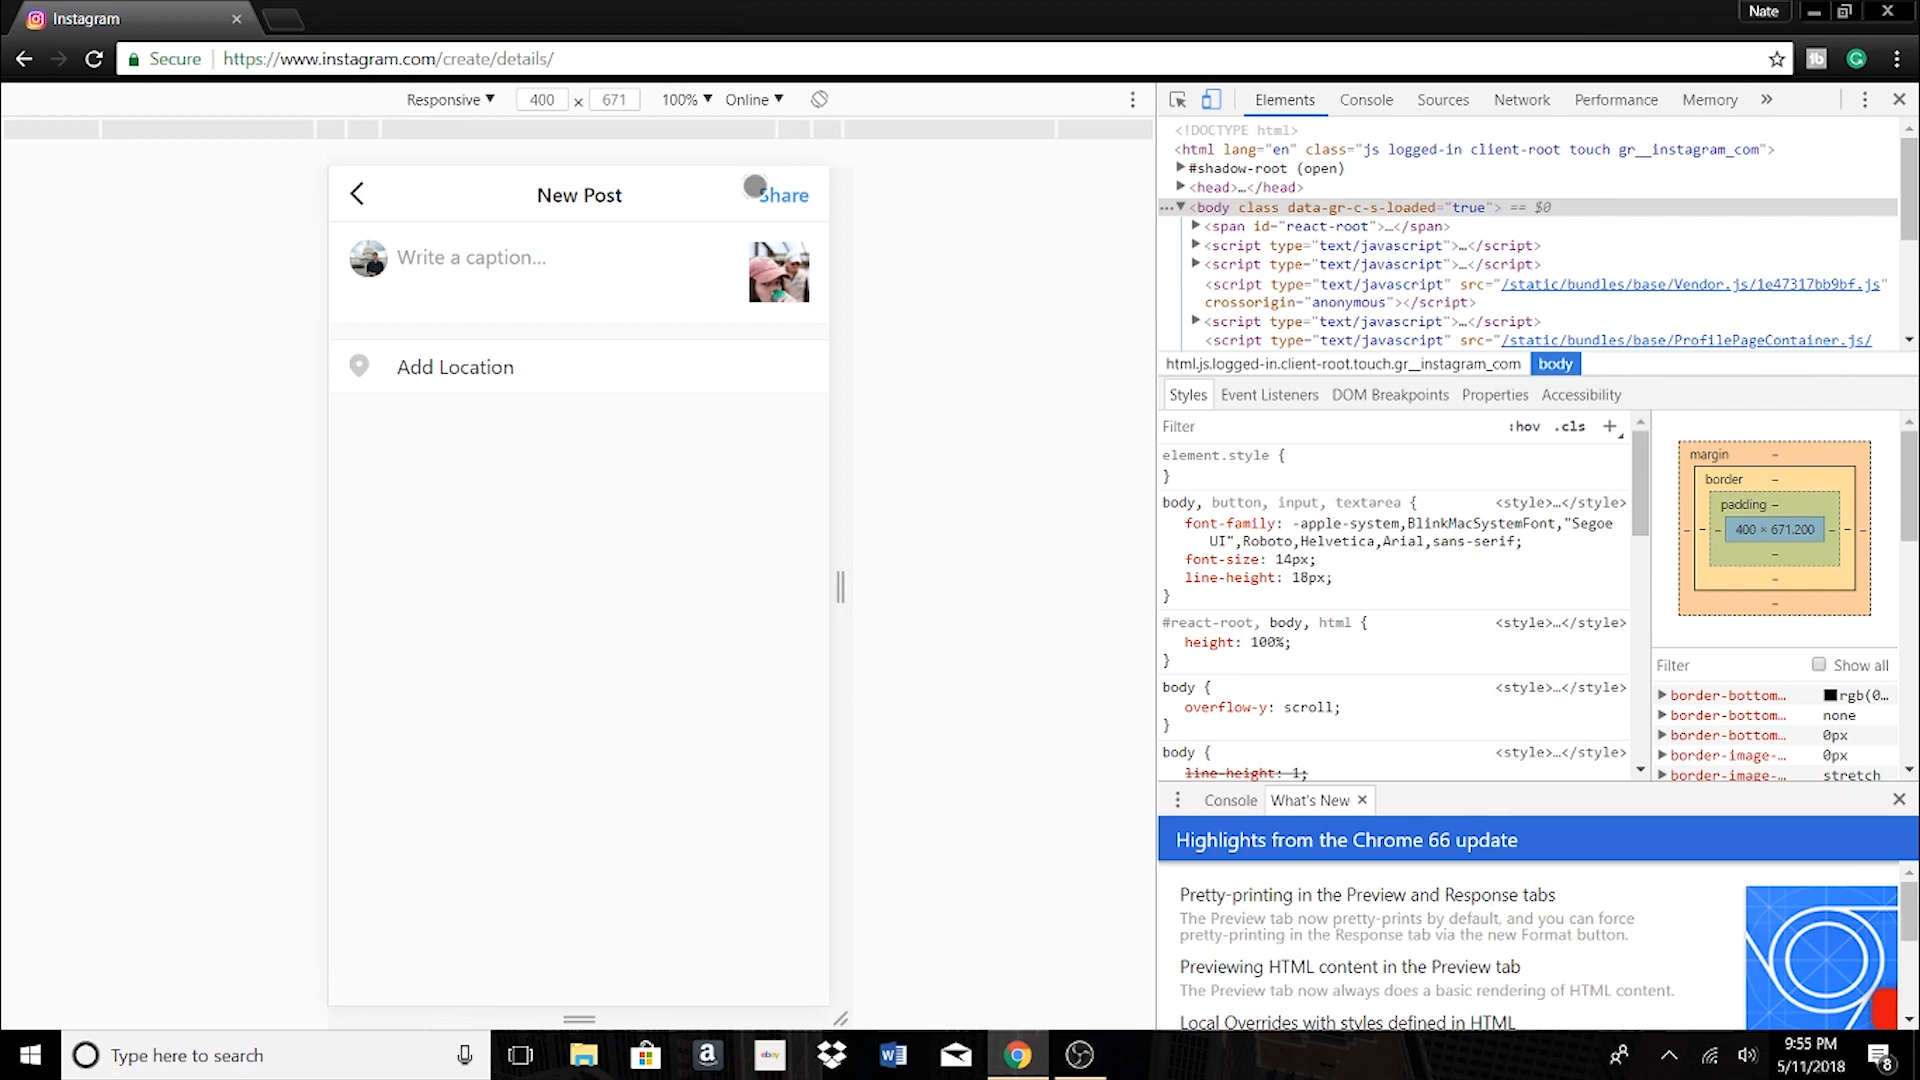 Instagram
Nate
Secure
https://www.instagram.com/create/details/
Responsive
400
x
671
100%
Online
Elements
Console
Sources
Network
Performance
Memory
»
<!DOCTYPE html>
<html lang="en" class="js logged-in client-root touch gr__instagram_com">
#shadow-root (open)
<head>…</head>
<body class data-gr-c-s-loaded="true"> == $0
<span id="react-root">…</span>
<script type="text/javascript">…</script>
<script type="text/javascript">…</script>
<script type="text/javascript" src="/static/bundles/base/Vendor.js/1e47317bb9bf.js"
crossorigin="anonymous"></script>
<script type="text/javascript">…</script>
<script type="text/javascript" src="/static/bundles/base/ProfilePageContainer.js/
html.js.logged-in.client-root.touch.gr__instagram_com
body
New Post
Share
Write a caption...
Add Location
Styles
Event Listeners
DOM Breakpoints
Properties
Accessibility
Filter
:hov
.cls
+
element.style {
}
body, button, input, textarea {
<style>…</style>
font-family: -apple-system,BlinkMacSystemFont,"Segoe
UI",Roboto,Helvetica,Arial,sans-serif;
font-size: 14px;
line-height: 18px;
}
#react-root, body, html {
<style>…</style>
height: 100%;
}
body {
<style>…</style>
overflow-y: scroll;
}
body {
<style>…</style>
line-height: 1;
margin
–
border
–
padding
–
400 × 671.200
Filter
Show all
border-bottom…
rgb(0…
border-bottom…
none
border-bottom…
0px
border-image-…
0px
border-image-…
stretch
Console
What's New
Highlights from the Chrome 66 update
Pretty-printing in the Preview and Response tabs
The Preview tab now pretty-prints by default, and you can force
pretty-printing in the Response tab via the new Format button.
Previewing HTML content in the Preview tab
The Preview tab now always does a basic rendering of HTML content.
Local Overrides with styles defined in HTML
Type here to search
ebay
9:55 PM
5/11/2018
8